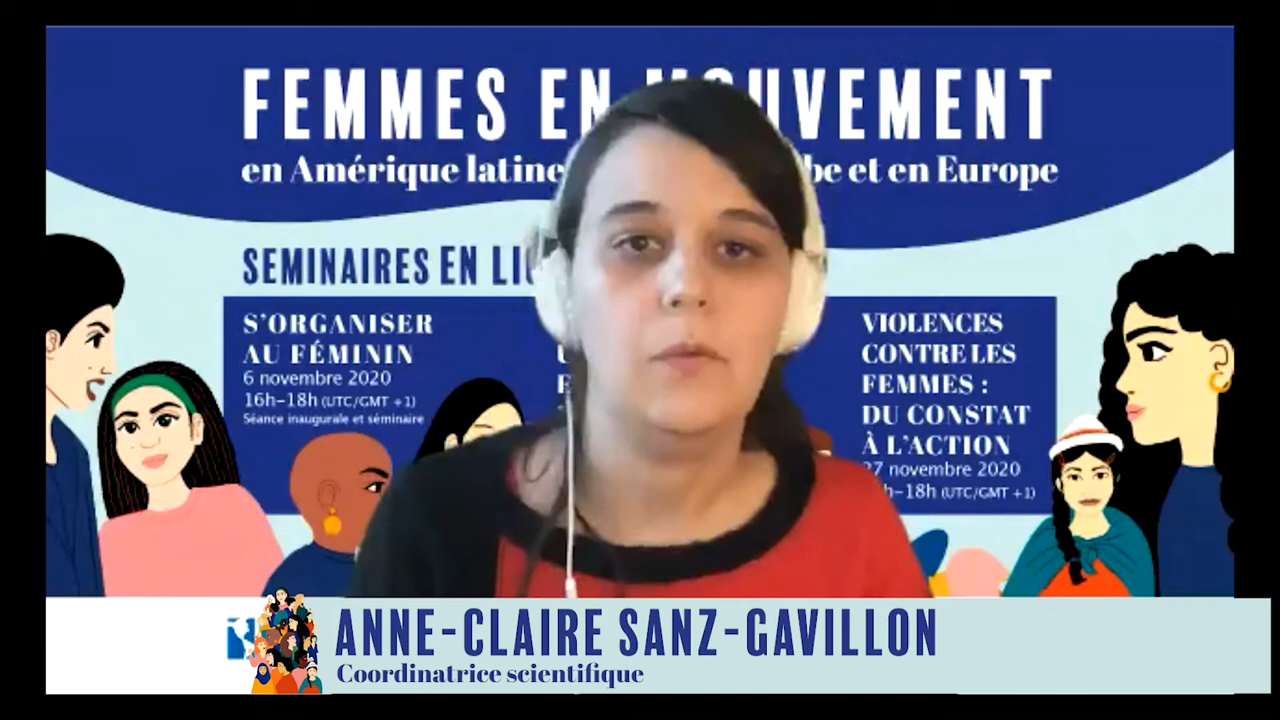 FEMMES EN MOUVEMENT
en Amérique latine be et en Europe
SEMINAIRES EN LI
S'ORGANISER
AU FÉMININ
6 novembre 2020
16h-18h (UTC/GMT +1)
Séance inaugurale et séminaire
VIOLENCES
CONTRE LES
FEMMES :
DU CONSTAT
À L'ACTION
27 novembre 2020
h-18h (UTC/GMT +1)
ANNE-CLAIRE SANZ-GAVILLON
Coordinatrice scientifique